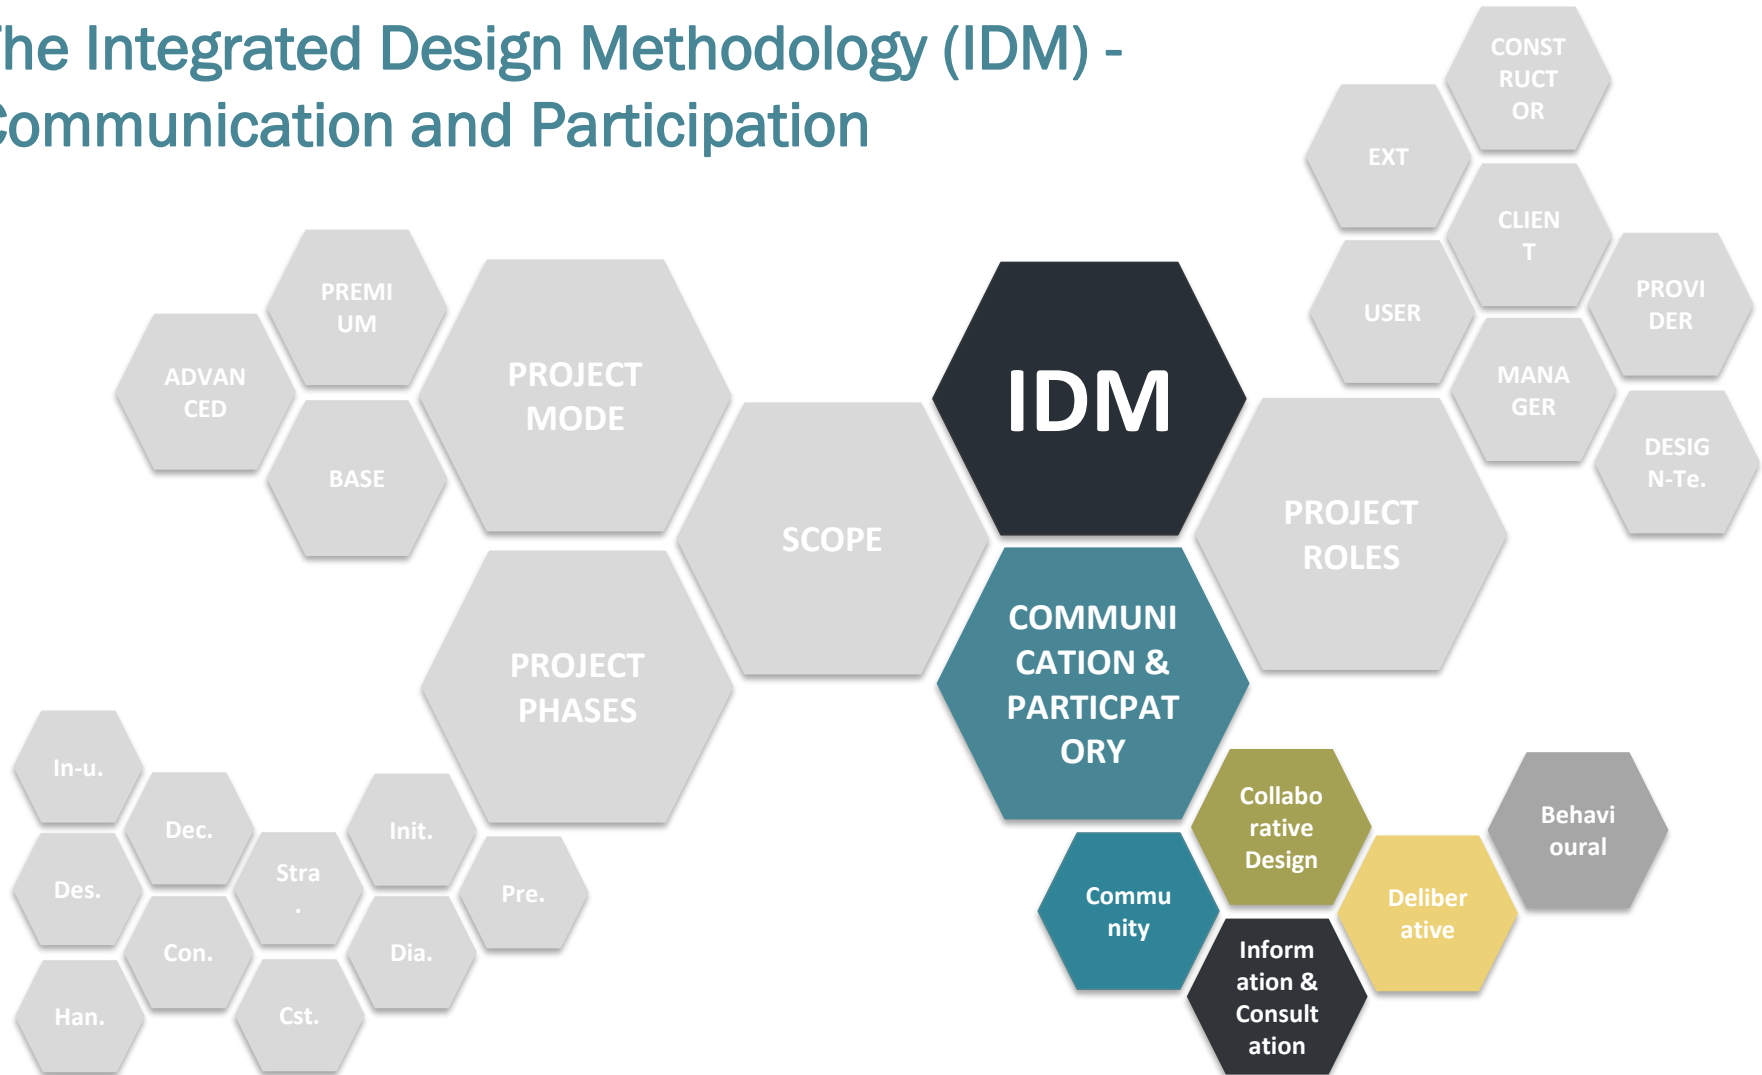 The Integrated Design Methodology (IDM) -
Communication and Participation
CONST
RUCT
OR
EXT
CLIEN
T
USER
PROVI
DER
MANA
GER
DESIG
N-Te.
PREMI
UM
ADVAN
CED
BASE
PROJECT
MODE
IDM
SCOPE
PROJECT
ROLES
PROJECT
PHASES
COMMUNI
CATION &
PARTICPAT
ORY
In-u.
Dec.
Init.
Des.
Stra
.
Pre.
Con.
Dia.
Han.
Cst.
Collabo
rative
Design
Behavi
oural
Commu
nity
Deliber
ative
Inform
ation &
Consult
ation